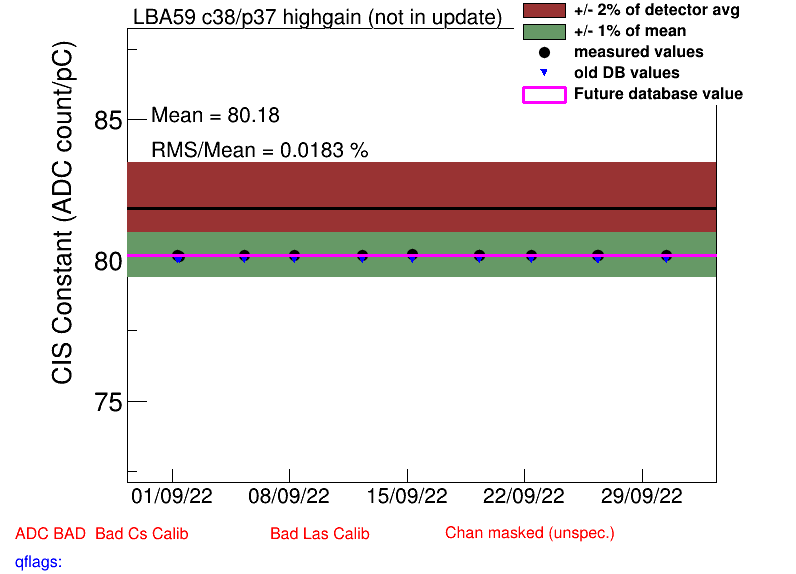 LBA59 c38/p37 highgain (not in update)
+/- 2% of detector avg
+/- 1% of mean
measured values
old DB values
Future database value
Mean = 80.18
RMS/Mean = 0.0183 %
CIS Constant (ADC count/pC)
85
80
75
01/09/22 08/09/22 15/09/22 22/09/22 29/09/22
ADC BAD Bad Cs Calib Bad Las Calib Chan masked (unspec.)
qflags: